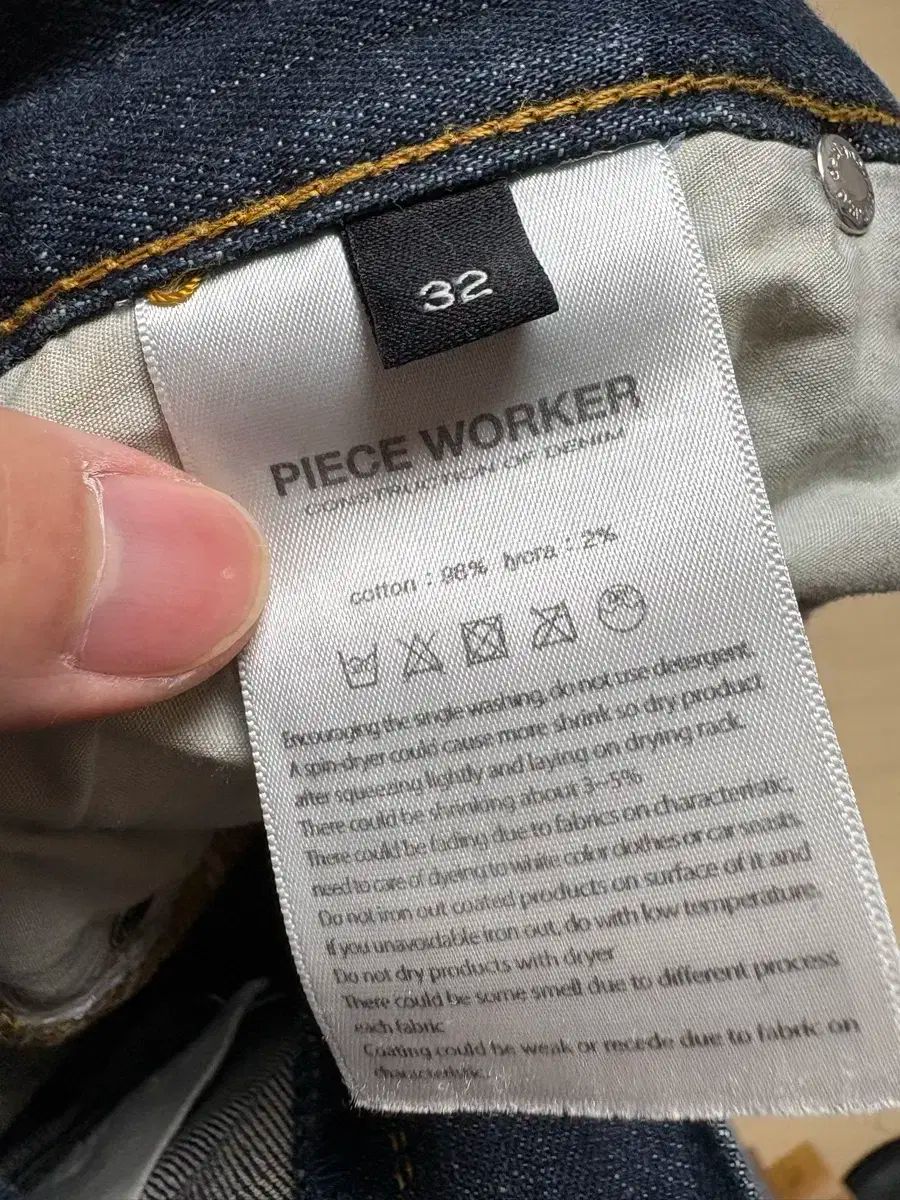 32
PIECE WORKER
CONSTRUCTION OF DENIM
cotton : 98% lycra : 2%
Encouraging the single washing, do not use detergent
A spin-dryer could cause more shrink so dry product
after squeezing lightly and laying on drying rack.
There could be shrinking about 3~5%
There could be fading due to fabrics on characteristic,
need to care of dyeing to white color clothes or car sneats.
Do not iron out coated products on surface of it and
if you unavoidable iron out, do with low temperature.
Do not dry products with dryer
There could be some smell due to different process
each fabric
Coating could be weak or recede due to fabric on
characteristic.